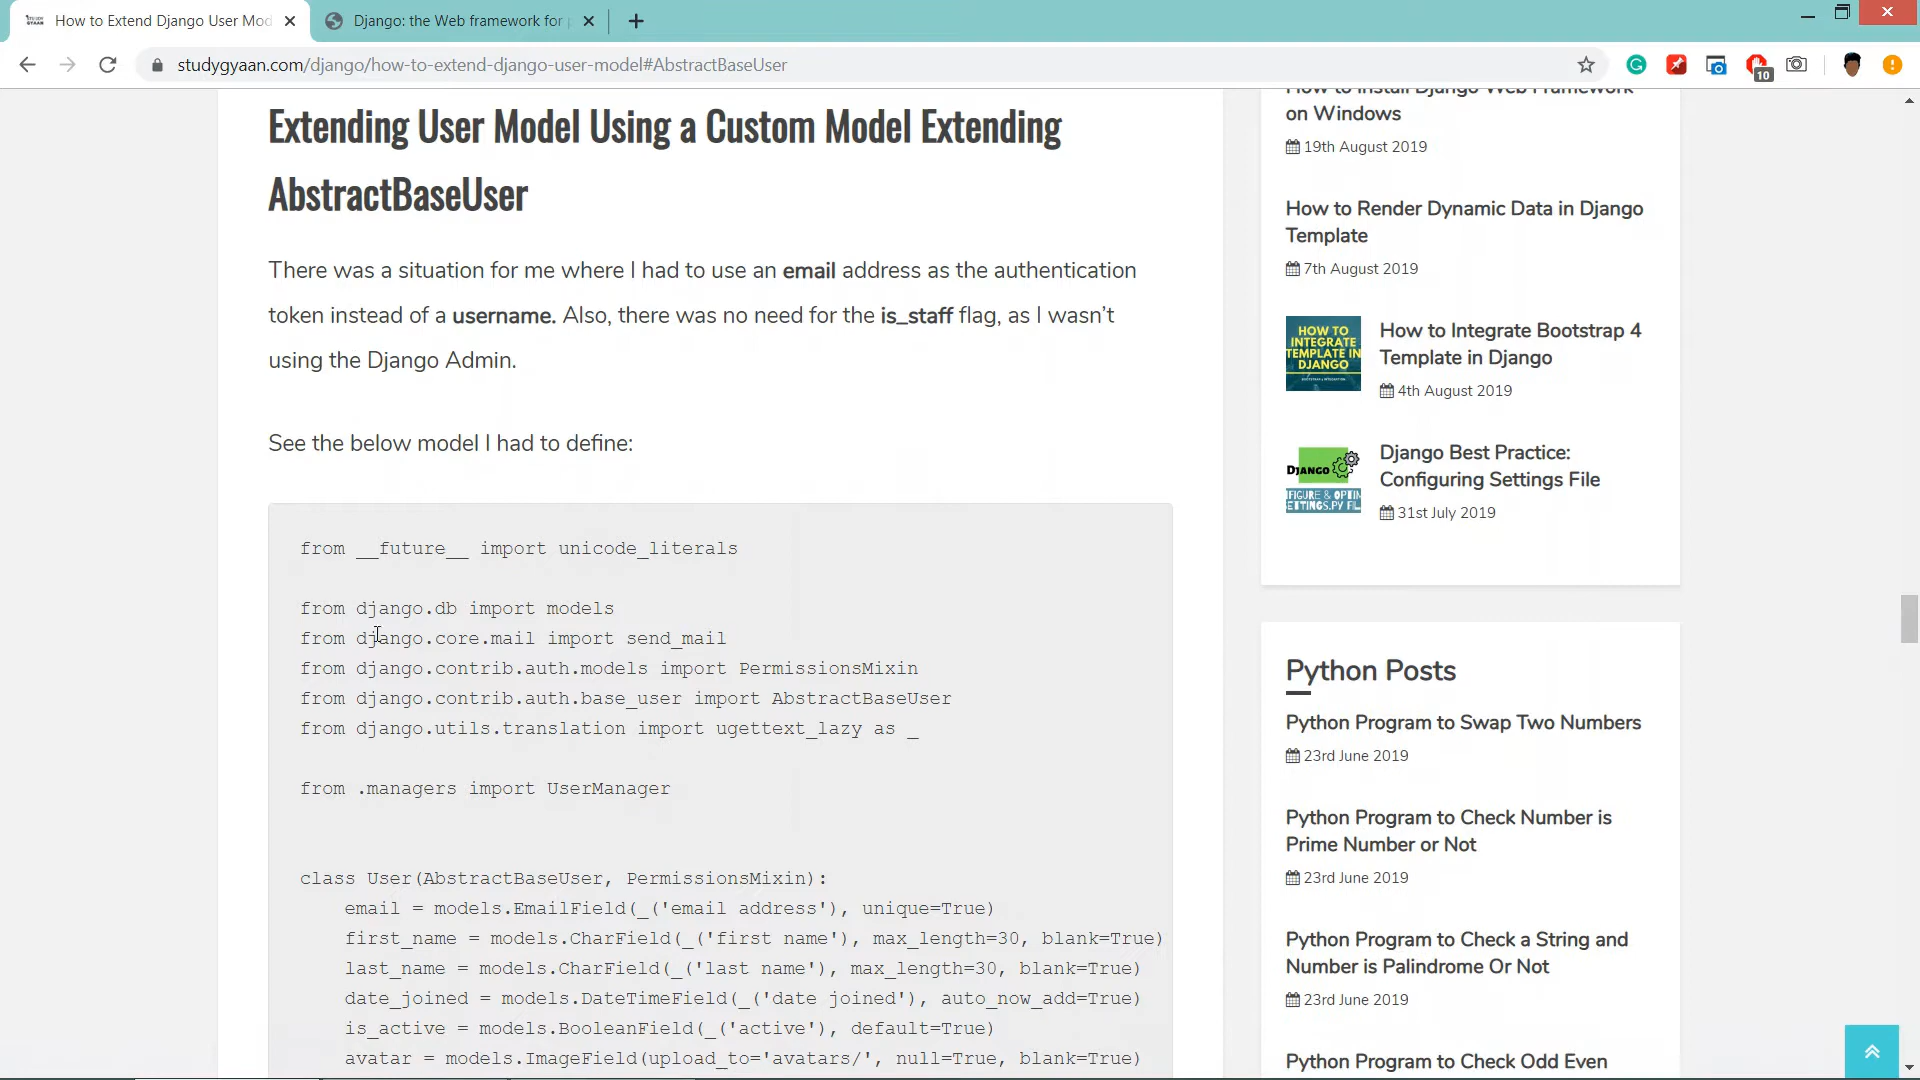 How to Extend Django User Mod
Django: the Web framework for
studygyaan.com/django/how-to-extend-django-user-model#AbstractBaseUser
10
Extending User Model Using a Custom Model Extending
AbstractBaseUser
There was a situation for me where I had to use an email address as the authentication
token instead of a username. Also, there was no need for the is_staff flag, as I wasn't
using the Django Admin.
See the below model I had to define:
from __future__ import unicode_literals
from django.db import models
from django.core.mail import send_mail
from django.contrib.auth.models import PermissionsMixin
from django.contrib.auth.base_user import AbstractBaseUser
from django.utils.translation import ugettext_lazy as _
from .managers import UserManager
class User(AbstractBaseUser, PermissionsMixin):
email = models.EmailField(_('email address'), unique=True)
first_name = models.CharField(_('first name'), max_length=30, blank=True)
last_name = models.CharField(_('last name'), max_length=30, blank=True)
date_joined = models.DateTimeField(_('date joined'), auto_now_add=True)
is_active = models.BooleanField(_('active'), default=True)
avatar = models.ImageField(upload_to='avatars/', null=True, blank=True)
How to Install Django Web Framework
on Windows
19th August 2019
How to Render Dynamic Data in Django
Template
7th August 2019
HOW TO
INTEGRATE
TEMPLATE IN
DJANGO
How to Integrate Bootstrap 4
Template in Django
4th August 2019
DJANGO
Django Best Practice:
Configuring Settings File
31st July 2019
Python Posts
Python Program to Swap Two Numbers
23rd June 2019
Python Program to Check Number is
Prime Number or Not
23rd June 2019
Python Program to Check a String and
Number is Palindrome Or Not
23rd June 2019
Python Program to Check Odd Even